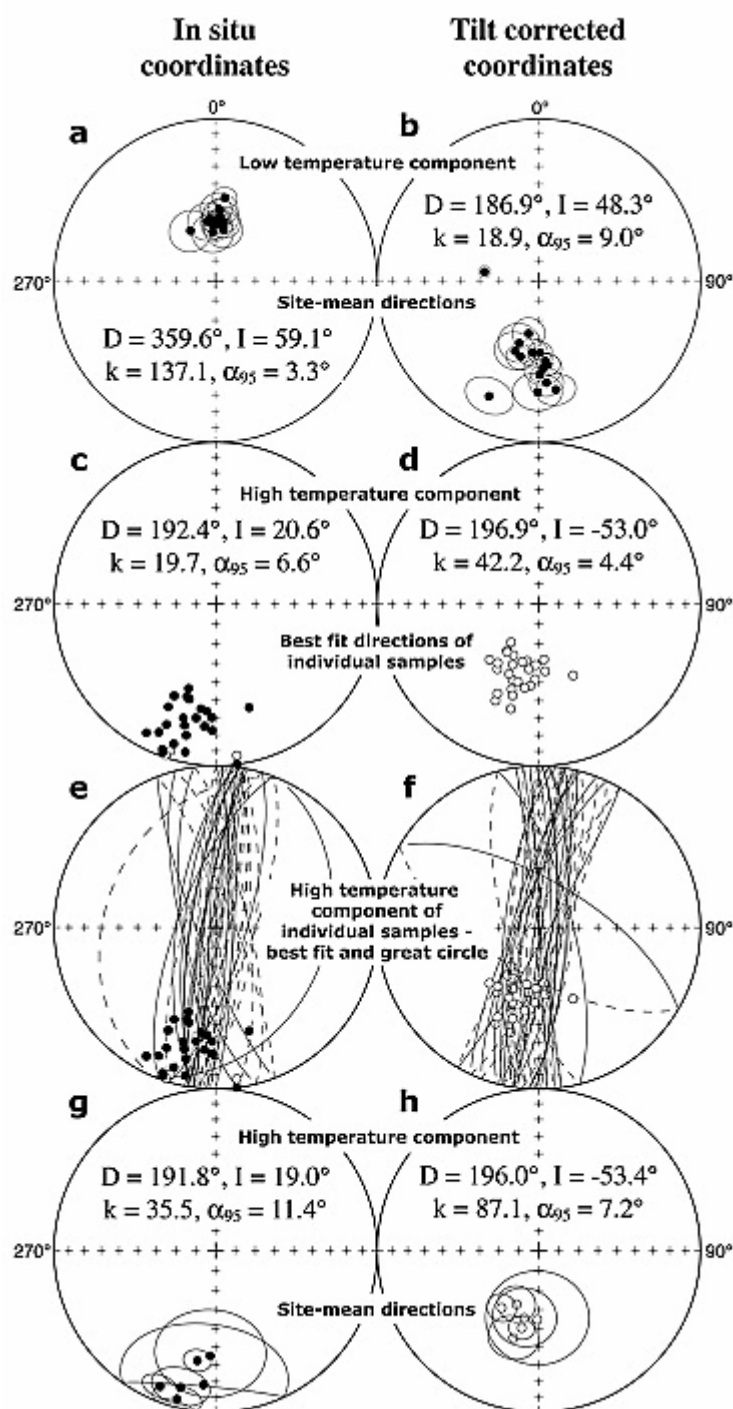 In situ
coordinates
Tilt corrected
coordinates
0°
0°
a
b
Low temperature component
D = 186.9°, I = 48.3°
k = 18.9, α95 = 9.0°
270°
90°
Site-mean directions
D = 359.6°, I = 59.1°
k = 137.1, α95 = 3.3°
c
d
High temperature component
D = 192.4°, I = 20.6°
k = 19.7, α95 = 6.6°
D = 196.9°, I = -53.0°
k = 42.2, α95 = 4.4°
270°
90°
Best fit directions of
individual samples
e
f
High temperature
component of
individual samples -
best fit and great circle
270°
90°
g
h
High temperature component
D = 191.8°, I = 19.0°
k = 35.5, α95 = 11.4°
D = 196.0°, I = -53.4°
k = 87.1, α95 = 7.2°
270°
90°
Site-mean directions